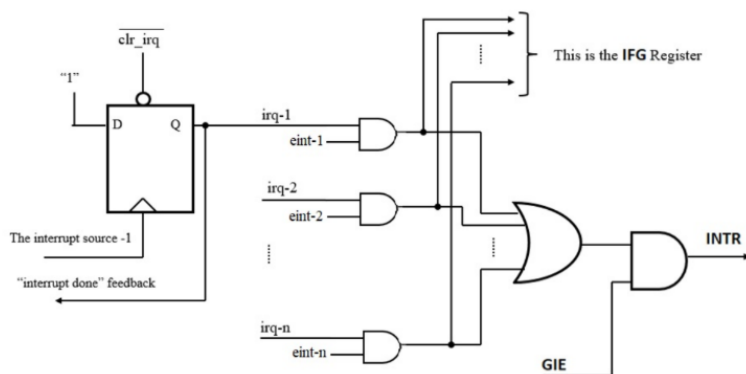 clr_irq
"1"
D Q
irq-1
eint-1
This is the IFG Register
irq-2
eint-2
The interrupt source -1
"interrupt done" feedback
INTR
irq-n
eint-n
GIE